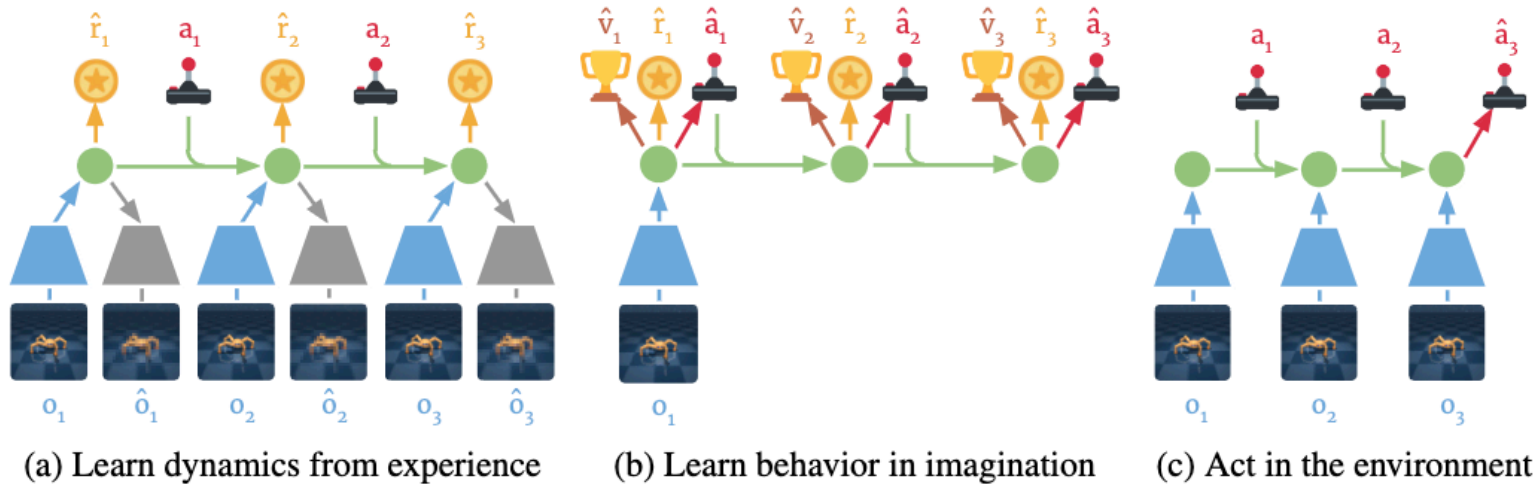 r̂₁ a₁ r̂₂ a₂ r̂₃
v̂₁ r̂₁ â₁ v̂₂ r̂₂ â₂ v̂₃ r̂₃ â₃
a₁ a₂ â₃
o₁ ô₁ o₂ ô₂ o₃ ô₃
o₁
o₁ o₂ o₃
(a) Learn dynamics from experience
(b) Learn behavior in imagination
(c) Act in the environment